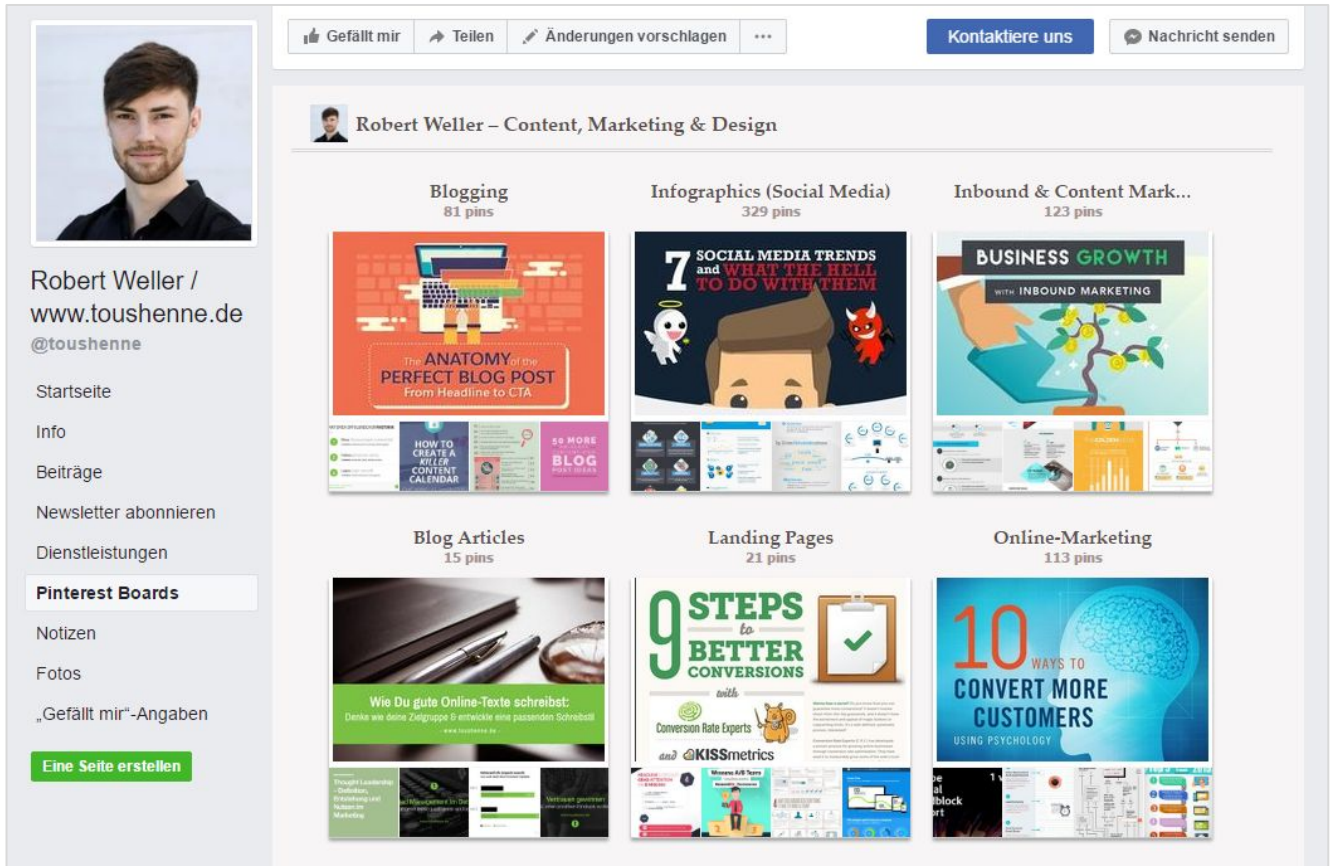 Gefällt mir
Teilen
Änderungen vorschlagen
...
Kontaktiere uns
Nachricht senden
Robert Weller /
www.toushenne.de
@toushenne
Startseite
Info
Beiträge
Newsletter abonnieren
Dienstleistungen
Pinterest Boards
Notizen
Fotos
„Gefällt mir“-Angaben
Eine Seite erstellen
Robert Weller – Content, Marketing & Design
Blogging
81 pins
The ANATOMY of the
PERFECT BLOG POST
From Headline to CTA
HOW TO
CREATE A
KILLER
CONTENT
CALENDAR
50 MORE
BLOG
POST IDEAS
Infographics (Social Media)
329 pins
7 SOCIAL MEDIA TRENDS
and WHAT THE HELL
TO DO WITH THEM
Inbound & Content Mark...
123 pins
BUSINESS GROWTH
WITH INBOUND MARKETING
Blog Articles
15 pins
Wie Du gute Online-Texte schreibst:
Denke wie deine Zielgruppe & entwickle eine passenden Schreibstil
- www.toushenne.de -
Thought Leadership
- Definition,
Entstehung und
Nutzen im
Marketing
Vertrauen gewinnen
Landing Pages
21 pins
9 STEPS
to
BETTER
CONVERSIONS
with
Conversion Rate Experts
and KISSmetrics
Online-Marketing
113 pins
10 WAYS TO
CONVERT MORE
CUSTOMERS
USING PSYCHOLOGY